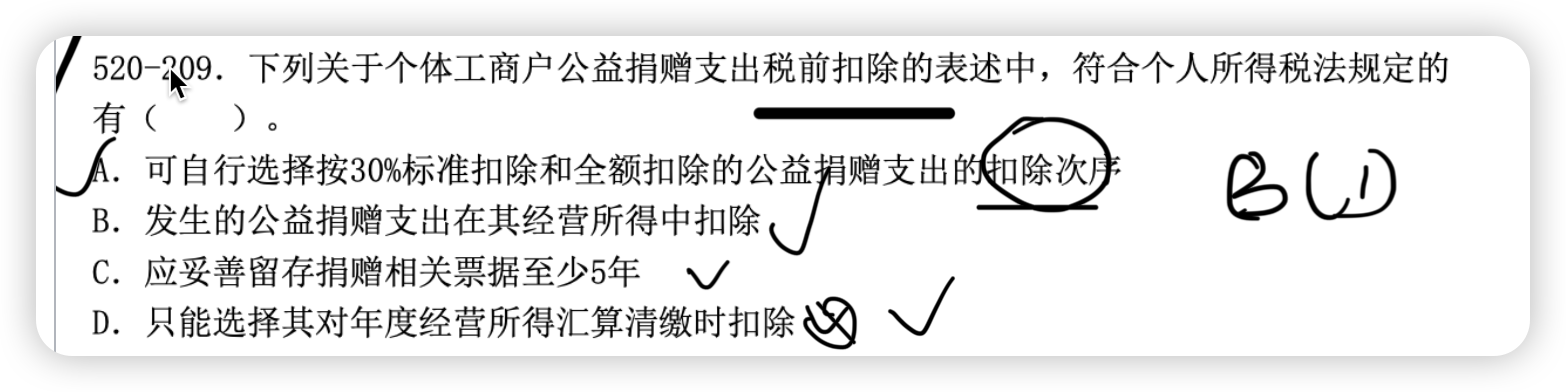 520-209. 下列关于个体工商户公益捐赠支出税前扣除的表述中，符合个人所得税法规定的
有（　　）。
A. 可自行选择按30%标准扣除和全额扣除的公益捐赠支出的扣除次序
B. 发生的公益捐赠支出在其经营所得中扣除
C. 应妥善留存捐赠相关票据至少5年
D. 只能选择其对年度经营所得汇算清缴时扣除